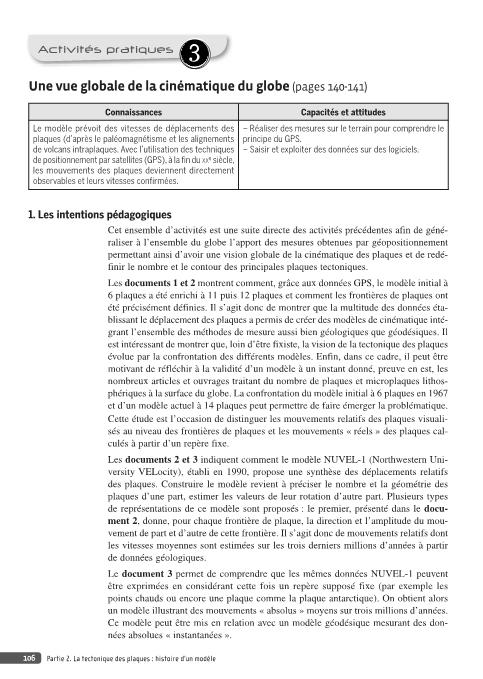 Activités pratiques 3
Une vue globale de la cinématique du globe (pages 140-141)
Connaissances
Le modèle prévoit des vitesses de déplacements des
plaques (d'après le paléomagnétisme et les alignements
de volcans intraplaques. Avec l'utilisation des techniques
de positionnement par satellites (GPS), à la fin du XXe siècle,
les mouvements des plaques deviennent directement
observables et leurs vitesses confirmées.
Capacités et attitudes
– Réaliser des mesures sur le terrain pour comprendre le
principe du GPS.
– Saisir et exploiter des données sur des logiciels.
1. Les intentions pédagogiques
Cet ensemble d'activités est une suite directe des activités précédentes afin de géné-
raliser à l'ensemble du globe l'apport des mesures obtenues par géopositionnement
permettant ainsi d'avoir une vision globale de la cinématique des plaques et de redé-
finir le nombre et le contour des principales plaques tectoniques.
Les documents 1 et 2 montrent comment, grâce aux données GPS, le modèle initial à
6 plaques a été enrichi à 11 puis 12 plaques et comment les frontières de plaques ont
été précisément définies. Il s'agit donc de montrer que la multitude des données éta-
blissant le déplacement des plaques a permis de créer des modèles de cinématique inté-
grant l'ensemble des méthodes de mesure aussi bien géologiques que géodésiques. Il
est intéressant de montrer que, loin d'être fixiste, la vision de la tectonique des plaques
évolue par la confrontation des différents modèles. Enfin, dans ce cadre, il peut être
motivant de réfléchir à la validité d'un modèle à un instant donné, preuve en est, les
nombreux articles et ouvrages traitant du nombre de plaques et microplaques lithos-
phériques à la surface du globe. La confrontation du modèle initial à 6 plaques en 1967
et d'un modèle actuel à 14 plaques peut permettre de faire émerger la problématique.
Cette étude est l'occasion de distinguer les mouvements relatifs des plaques visuali-
sés au niveau des frontières de plaques et les mouvements « réels » des plaques cal-
culés à partir d'un repère fixe.
Les documents 2 et 3 indiquent comment le modèle NUVEL-1 (Northwestern Uni-
versity VELocity), établi en 1990, propose une synthèse des déplacements relatifs
des plaques. Construire le modèle revient à préciser le nombre et la géométrie des
plaques d'une part, estimer les valeurs de leur rotation d'autre part. Plusieurs types
de représentations de ce modèle sont proposés : le premier, présenté dans le docu-
ment 2, donne, pour chaque frontière de plaque, la direction et l'amplitude du mou-
vement de part et d'autre de cette frontière. Il s'agit donc de mouvements relatifs dont
les vitesses moyennes sont estimées sur les trois derniers millions d'années à partir
de données géologiques.
Le document 3 permet de comprendre que les mêmes données NUVEL-1 peuvent
être exprimées en considérant cette fois un repère supposé fixe (par exemple les
points chauds ou encore une plaque comme la plaque antarctique). On obtient alors
un modèle illustrant des mouvements « absolus » moyens sur trois millions d'années.
Ce modèle peut être mis en relation avec un modèle géodésique mesurant des don-
nées absolues « instantanées ».
106 Partie 2. La tectonique des plaques : histoire d'un modèle